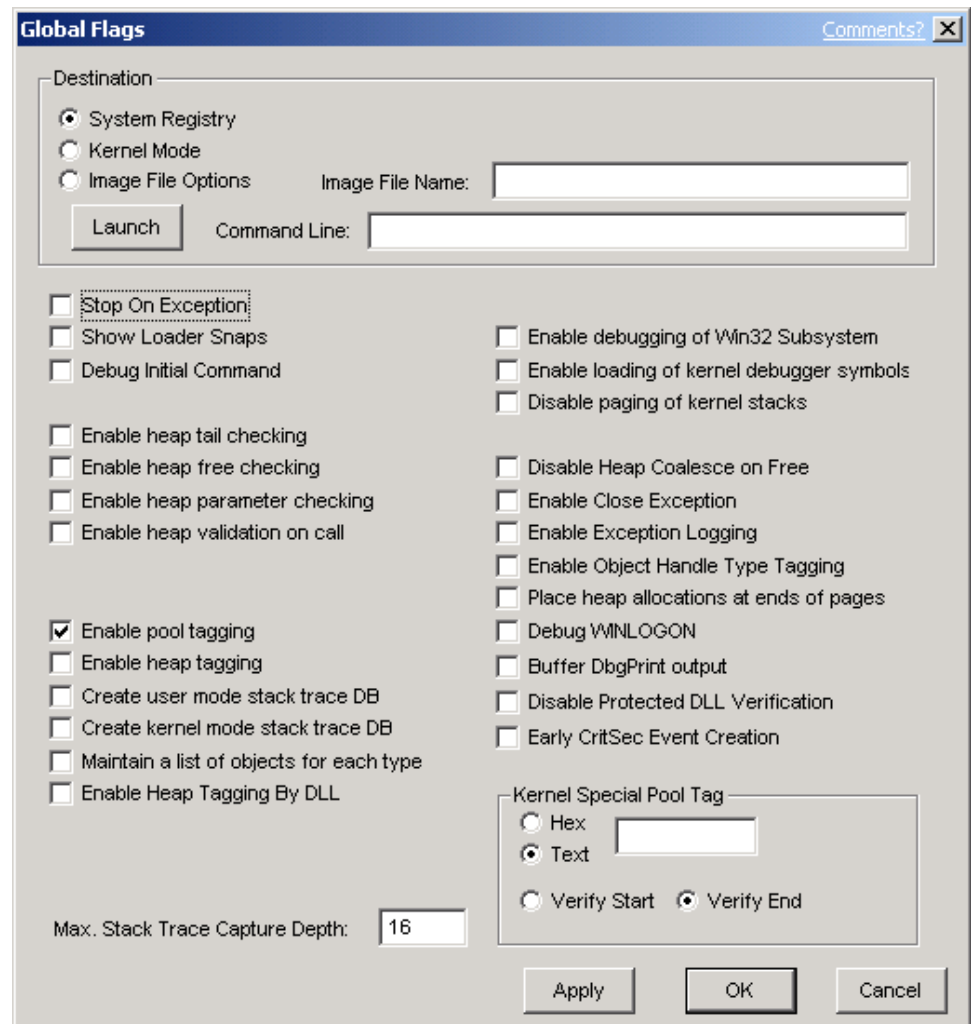 Global Flags
Comments?
Destination
System Registry
Kernel Mode
Image File Options
Image File Name:
Launch
Command Line:
Stop On Exception
Show Loader Snaps
Debug Initial Command
Enable heap tail checking
Enable heap free checking
Enable heap parameter checking
Enable heap validation on call
Enable pool tagging
Enable heap tagging
Create user mode stack trace DB
Create kernel mode stack trace DB
Maintain a list of objects for each type
Enable Heap Tagging By DLL
Max. Stack Trace Capture Depth:
16
Enable debugging of Win32 Subsystem
Enable loading of kernel debugger symbols
Disable paging of kernel stacks
Disable Heap Coalesce on Free
Enable Close Exception
Enable Exception Logging
Enable Object Handle Type Tagging
Place heap allocations at ends of pages
Debug WINLOGON
Buffer DbgPrint output
Disable Protected DLL Verification
Early CritSec Event Creation
Kernel Special Pool Tag
Hex
Text
Verify Start
Verify End
Apply
OK
Cancel